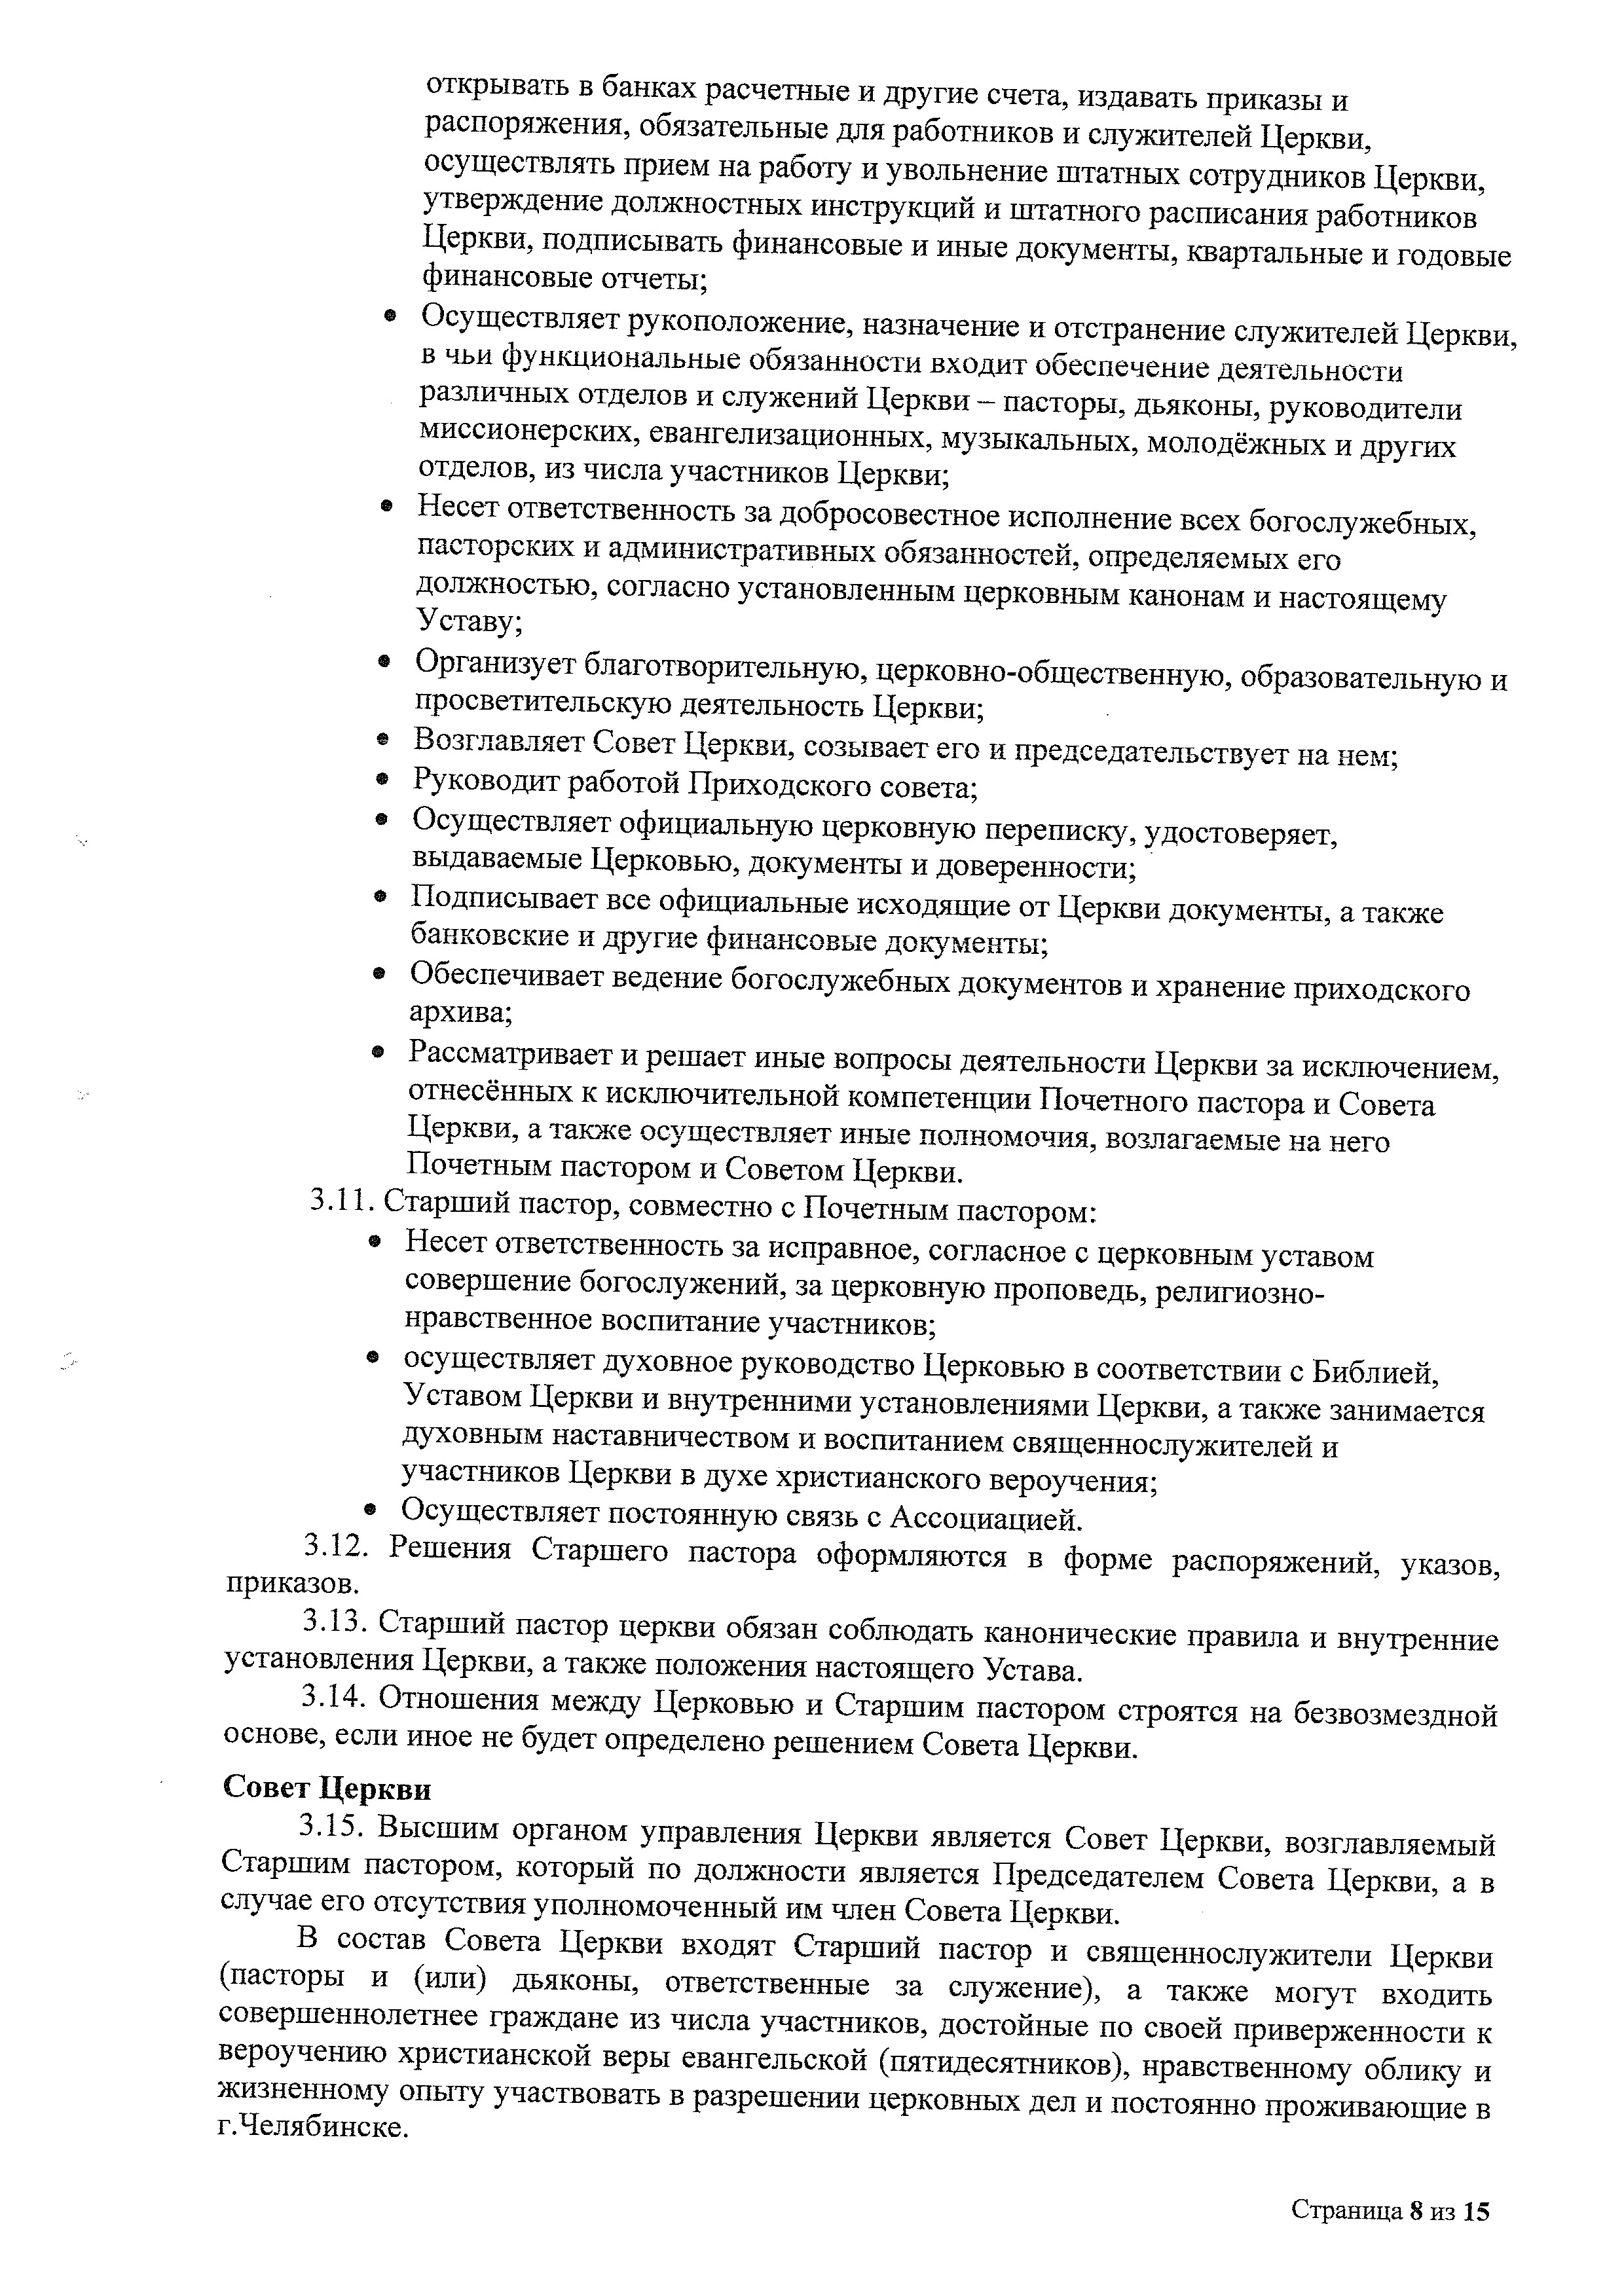 открывать в банках расчетные и другие счета, издавать приказы и
распоряжения, обязательные для работников и служителей Церкви,
осуществлять прием на работу и увольнение штатных сотрудников Церкви,
утверждение должностных инструкций и штатного расписания работников
Церкви, подписывать финансовые и иные документы, квартальные и годовые
финансовые отчеты;
• Осуществляет рукоположение, назначение и отстранение служителей Церкви,
в чьи функциональные обязанности входит обеспечение деятельности
различных отделов и служений Церкви – пасторы, дьяконы, руководители
миссионерских, евангелизационных, музыкальных, молодёжных и других
отделов, из числа участников Церкви;
• Несет ответственность за добросовестное исполнение всех богослужебных,
пасторских и административных обязанностей, определяемых его
должностью, согласно установленным церковным канонам и настоящему
Уставу;
• Организует благотворительную, церковно-общественную, образовательную и
просветительскую деятельность Церкви;
• Возглавляет Совет Церкви, созывает его и председательствует на нем;
• Руководит работой Приходского совета;
• Осуществляет официальную церковную переписку, удостоверяет,
выдаваемые Церковью, документы и доверенности;
• Подписывает все официальные исходящие от Церкви документы, а также
банковские и другие финансовые документы;
• Обеспечивает ведение богослужебных документов и хранение приходского
архива;
• Рассматривает и решает иные вопросы деятельности Церкви за исключением,
отнесённых к исключительной компетенции Почетного пастора и Совета
Церкви, а также осуществляет иные полномочия, возлагаемые на него
Почетным пастором и Советом Церкви.
3.11. Старший пастор, совместно с Почетным пастором:
• Несет ответственность за исправное, согласное с церковным уставом
совершение богослужений, за церковную проповедь, религиозно-
нравственное воспитание участников;
• осуществляет духовное руководство Церковью в соответствии с Библией,
Уставом Церкви и внутренними установлениями Церкви, а также занимается
духовным наставничеством и воспитанием священнослужителей и
участников Церкви в духе христианского вероучения;
• Осуществляет постоянную связь с Ассоциацией.
3.12. Решения Старшего пастора оформляются в форме распоряжений, указов,
приказов.
3.13. Старший пастор церкви обязан соблюдать канонические правила и внутренние
установления Церкви, а также положения настоящего Устава.
3.14. Отношения между Церковью и Старшим пастором строятся на безвозмездной
основе, если иное не будет определено решением Совета Церкви.
Совет Церкви
3.15. Высшим органом управления Церкви является Совет Церкви, возглавляемый
Старшим пастором, который по должности является Председателем Совета Церкви, а в
случае его отсутствия уполномоченный им член Совета Церкви.
В состав Совета Церкви входят Старший пастор и священнослужители Церкви
(пасторы и (или) дьяконы, ответственные за служение), а также могут входить
совершеннолетнее граждане из числа участников, достойные по своей приверженности к
вероучению христианской веры евангельской (пятидесятников), нравственному облику и
жизненному опыту участвовать в разрешении церковных дел и постоянно проживающие в
г.Челябинске.
Страница 8 из 15